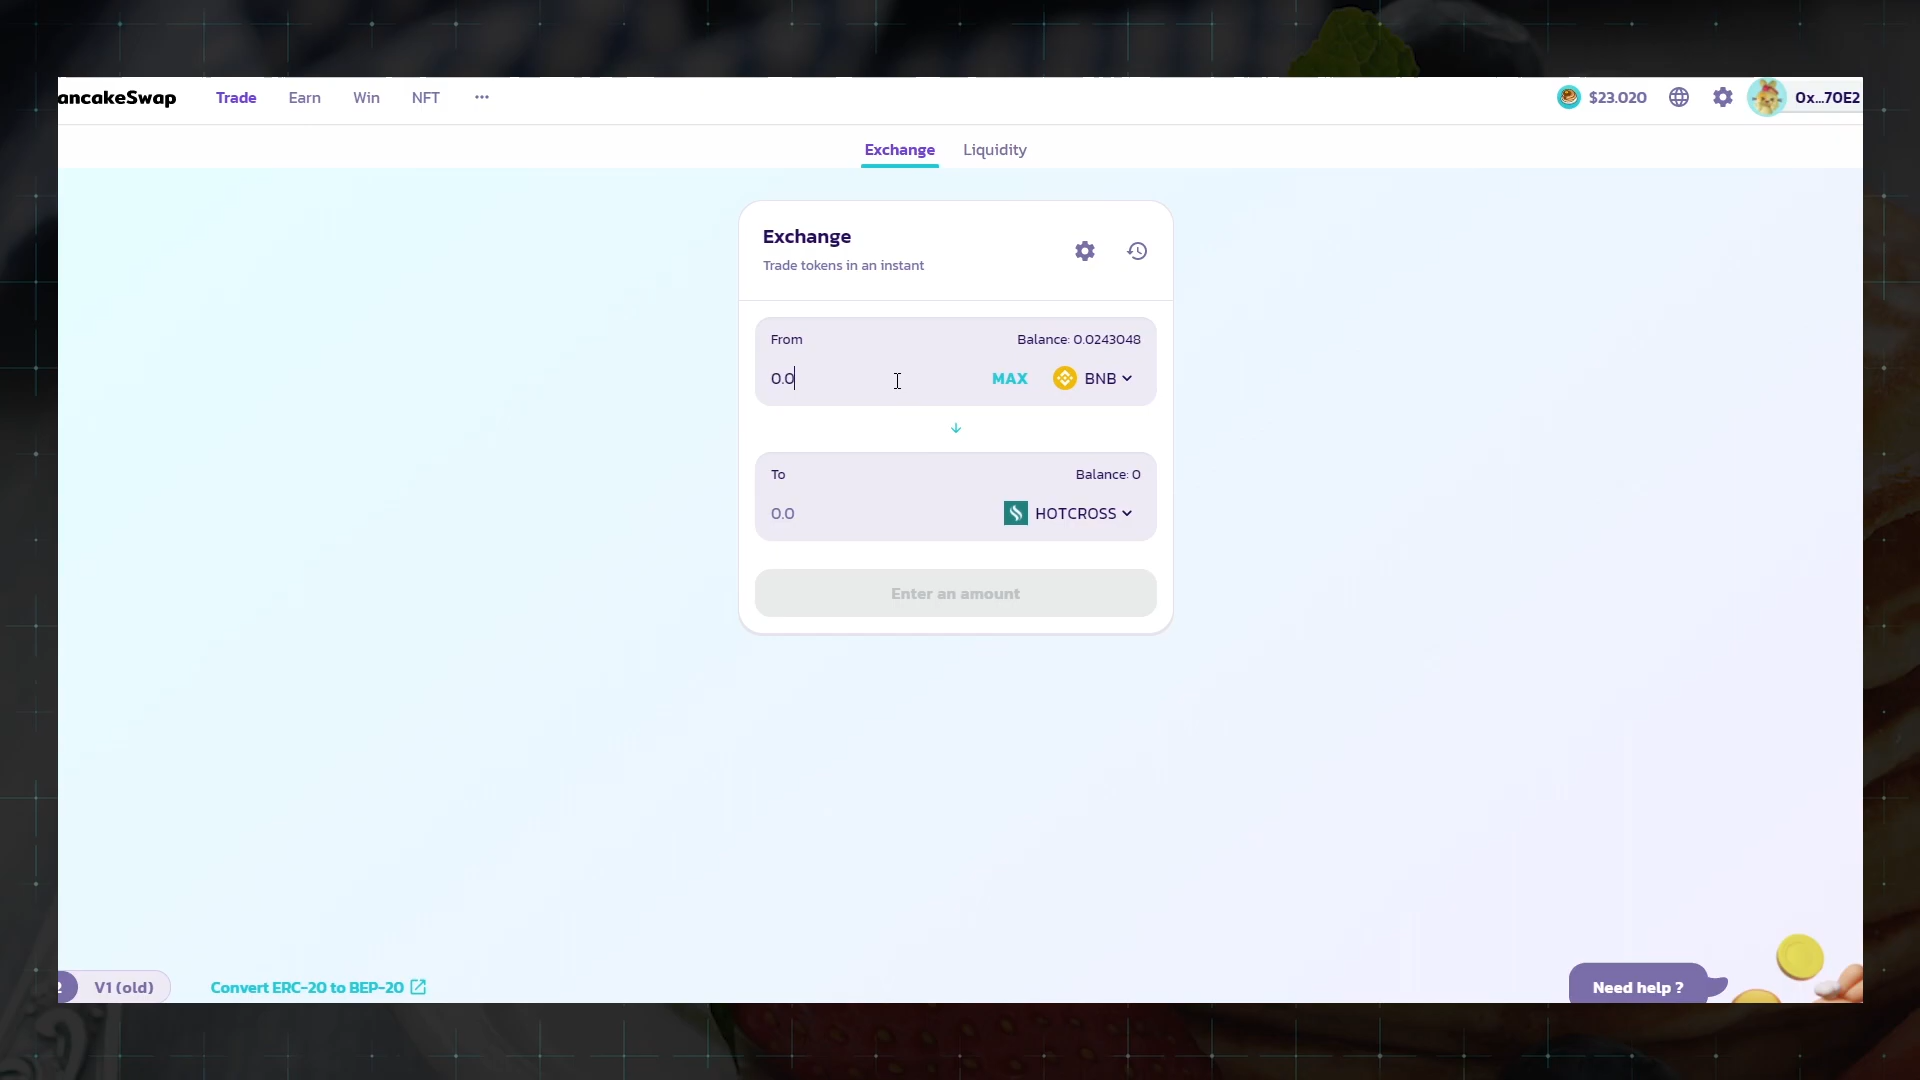 ancakeSwap Trade Earn Win NFT ... $23.020 0x...70E2
Exchange Liquidity
Exchange
Trade tokens in an instant
From Balance: 0.0243048
0.0 MAX BNB
To Balance: 0
0.0 HOTCROSS
Enter an amount
2 V1 (old) Convert ERC-20 to BEP-20 Need help ?